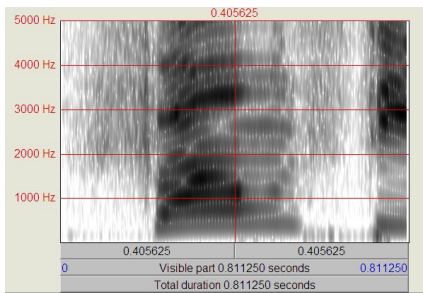 0.405625
5000 Hz
4000 Hz
3000 Hz
2000 Hz
1000 Hz
0.405625 0.405625
0 Visible part 0.811250 seconds 0.811250
Total duration 0.811250 seconds